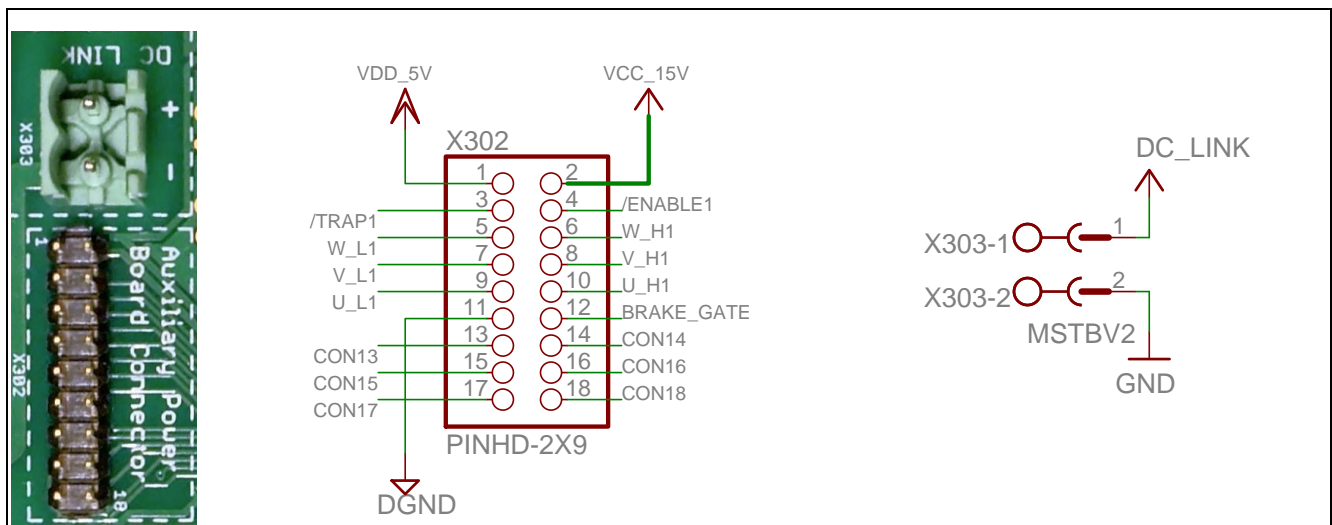 DC LINK
+
-
X303
1
Auxiliary Power
Board Connector
X302
18
VDD_5V
VCC_15V
X302
1
2
3
4
/TRAP1
/ENABLE1
5
6
W_L1
W_H1
7
8
V_L1
V_H1
9
10
U_L1
U_H1
11
12
BRAKE_GATE
13
14
CON13
CON14
15
16
CON15
CON16
17
18
CON17
CON18
PINHD-2X9
DGND
DC_LINK
X303-1
1
X303-2
2
MSTBV2
GND